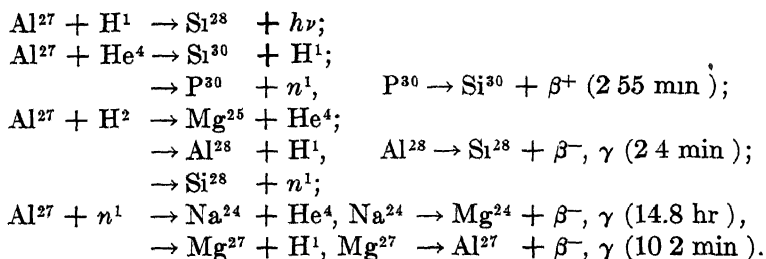 Al²⁷ + H¹ → Si²⁸ + hν;
Al²⁷ + He⁴ → Si³⁰ + H¹;
→ P³⁰ + n¹, P³⁰ → Si³⁰ + β⁺ (2 55 min);
Al²⁷ + H² → Mg²⁵ + He⁴;
→ Al²⁸ + H¹, Al²⁸ → Si²⁸ + β⁻, γ (2 4 min);
→ Si²⁸ + n¹;
Al²⁷ + n¹ → Na²⁴ + He⁴, Na²⁴ → Mg²⁴ + β⁻, γ (14.8 hr),
→ Mg²⁷ + H¹, Mg²⁷ → Al²⁷ + β⁻, γ (10 2 min).